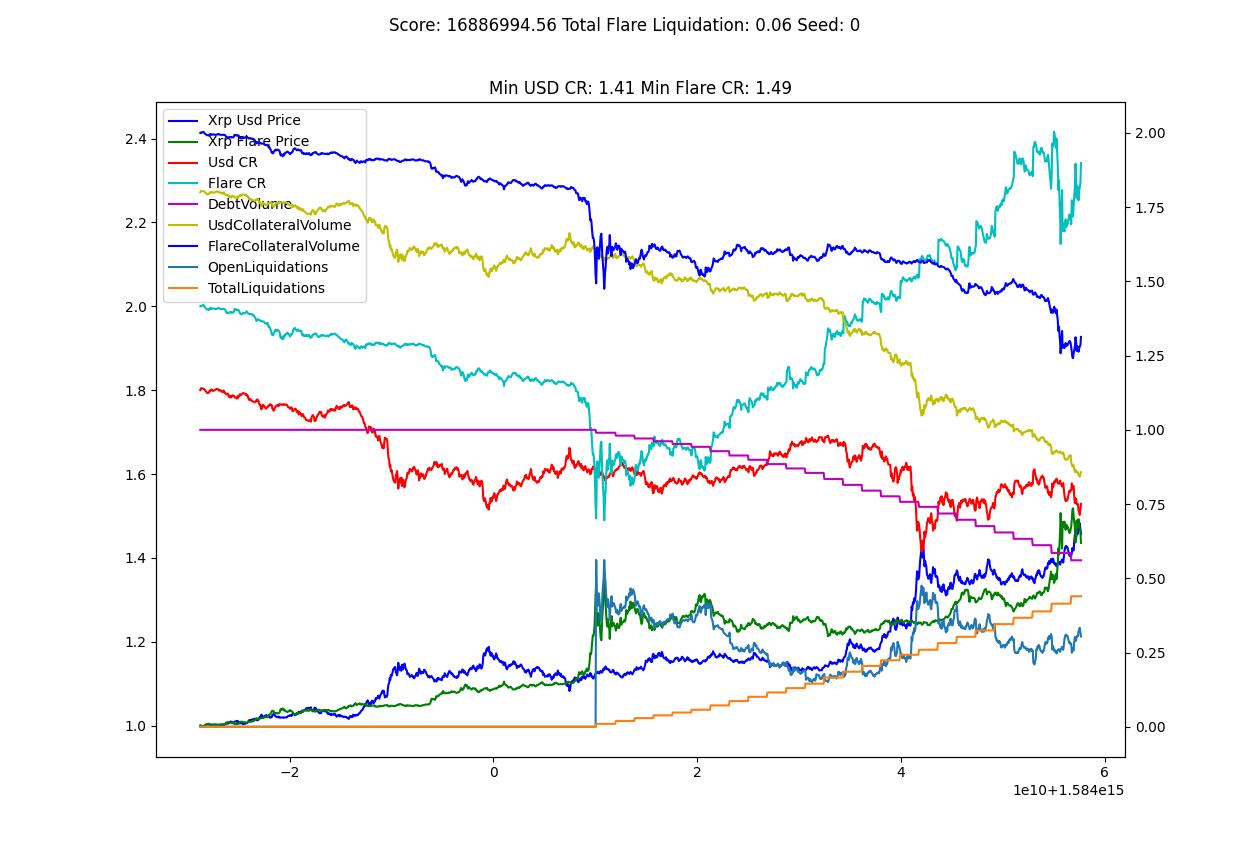 Score: 16886994.56 Total Flare Liquidation: 0.06 Seed: 0
Min USD CR: 1.41 Min Flare CR: 1.49
Xrp Usd Price
Xrp Flare Price
Usd CR
Flare CR
DebtVolume
UsdCollateralVolume
FlareCollateralVolume
OpenLiquidations
TotalLiquidations
2.4
2.2
2.0
1.8
1.6
1.4
1.2
1.0
2.00
1.75
1.50
1.25
1.00
0.75
0.50
0.25
0.00
−2 0 2 4 6
1e10+1.584e15